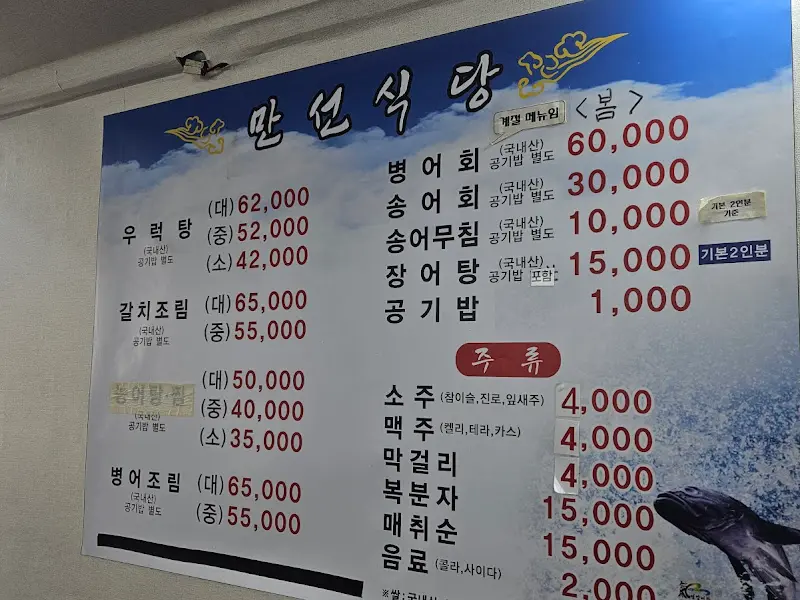 만선식당
우럭탕
(국내산)
공기밥 별도
(대) 62,000
(중) 52,000
(소) 42,000
갈치조림
(국내산)
공기밥 별도
(대) 65,000
(중) 55,000
(국내산)
공기밥 별도
(대) 50,000
(중) 40,000
(소) 35,000
병어조림
(국내산)
공기밥 별도
(대) 65,000
(중) 55,000
계절 메뉴임 <봄>
병어회 (국내산) 공기밥 별도 60,000
송어회 (국내산) 공기밥 별도 30,000
송어무침 (국내산) 공기밥 별도 10,000 기본 2인분 기준
장어탕 (국내산) 공기밥 포함 15,000 기본2인분
공기밥 1,000
주류
소주 (참이슬,진로,잎새주) 4,000
맥주 (켈리,테라,카스) 4,000
막걸리 4,000
복분자 15,000
매취순 15,000
음료 (콜라,사이다) 2,000
※쌀:국내산